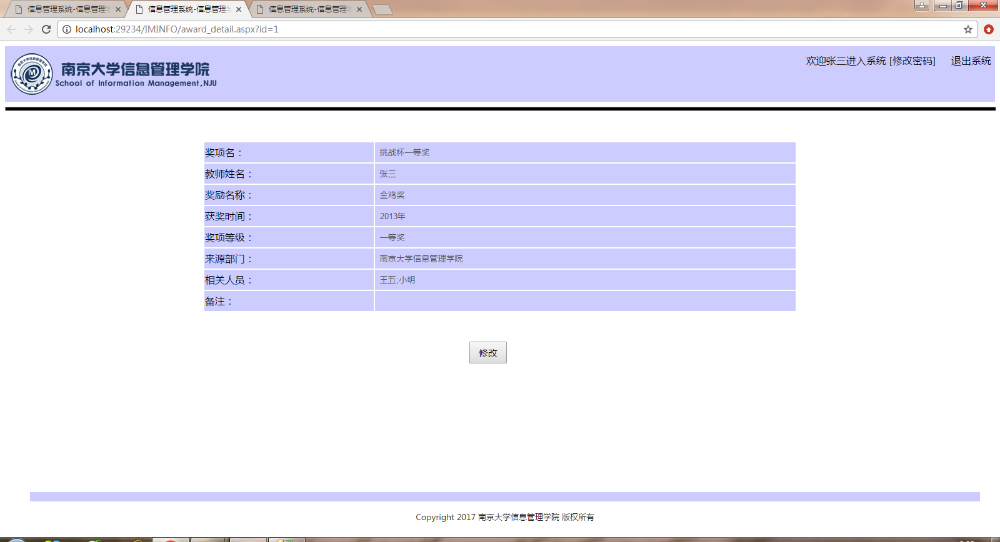 信息管理系统-信息管理学
信息管理系统-信息管理学
信息管理系统-信息管理学
localhost:29234/IMINFO/award_detail.aspx?id=1
南京大学信息管理学院
School of Information Management,NJU
欢迎张三进入系统 [修改密码] 退出系统
奖项名： 挑战杯一等奖
教师姓名： 张三
奖励名称： 金鸡奖
获奖时间： 2013年
奖项等级： 一等奖
来源部门： 南京大学信息管理学院
相关人员： 王五;小明
备注：
修改
Copyright 2017 南京大学信息管理学院 版权所有